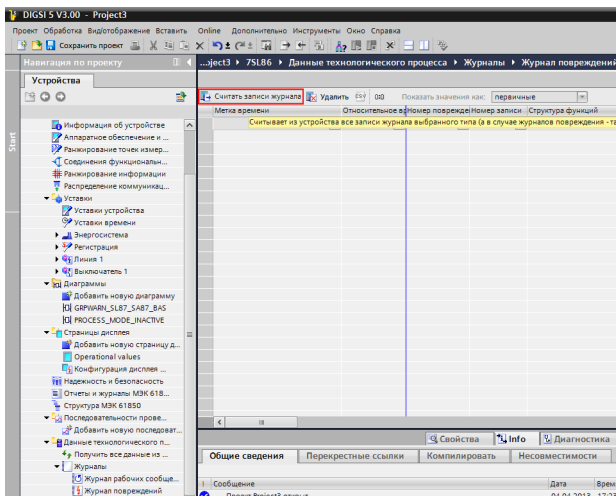 DIGSI 5 V3.00 - Project3
Проект Обработка Вид/отображение Вставить Online Дополнительно Инструменты Окно Справка
Сохранить проект
Навигация по проекту
...ject3 ▸ 7SL86 ▸ Данные технологического процесса ▸ Журналы ▸ Журнал повреждений
Устройства
Start
Считать записи журнала Удалить CSV Показать значения как: первичные
Метка времени Относительное вр Номер поврежде Номер записи Структура функций
Считывает из устройства все записи журнала выбранного типа (а в случае журналов повреждения - та
Информация об устройстве
Аппаратное обеспечение и ...
Ранжирование точек измер...
Соединения функциональн...
Ранжирование информации
Распределение коммуникац...
Уставки
Уставки устройства
Уставки времени
Энергосистема
Регистрация
Линия 1
Выключатель 1
Диаграммы
Добавить новую диаграмму
GRPWARN_SL87_SA87_BAS
PROCESS_MODE_INACTIVE
Страницы дисплея
Добавить новую страницу д...
Operational values
Конфигурация дисплея ...
Надежность и безопасность
Отчеты и журналы МЭК 618...
Структура МЭК 61850
Последовательности прове...
Добавить новую последоват...
Данные технологического п...
Получить все данные из ...
Журналы
Журнал рабочих сообще...
Журнал повреждений
Свойства Info Диагностика
Общие сведения Перекрестные ссылки Компилировать Несовместимости
! Сообщение Дата Врем
Проект Project3 открыт 04.04.2013 17:23